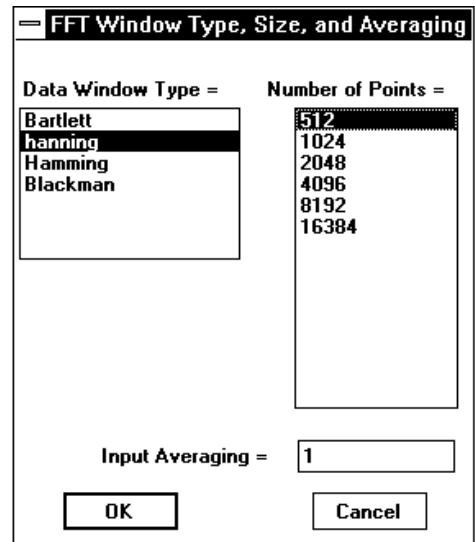 FFT Window Type, Size, and Averaging
Data Window Type =
Bartlett
hanning
Hamming
Blackman
Number of Points =
512
1024
2048
4096
8192
16384
Input Averaging =
1
OK
Cancel